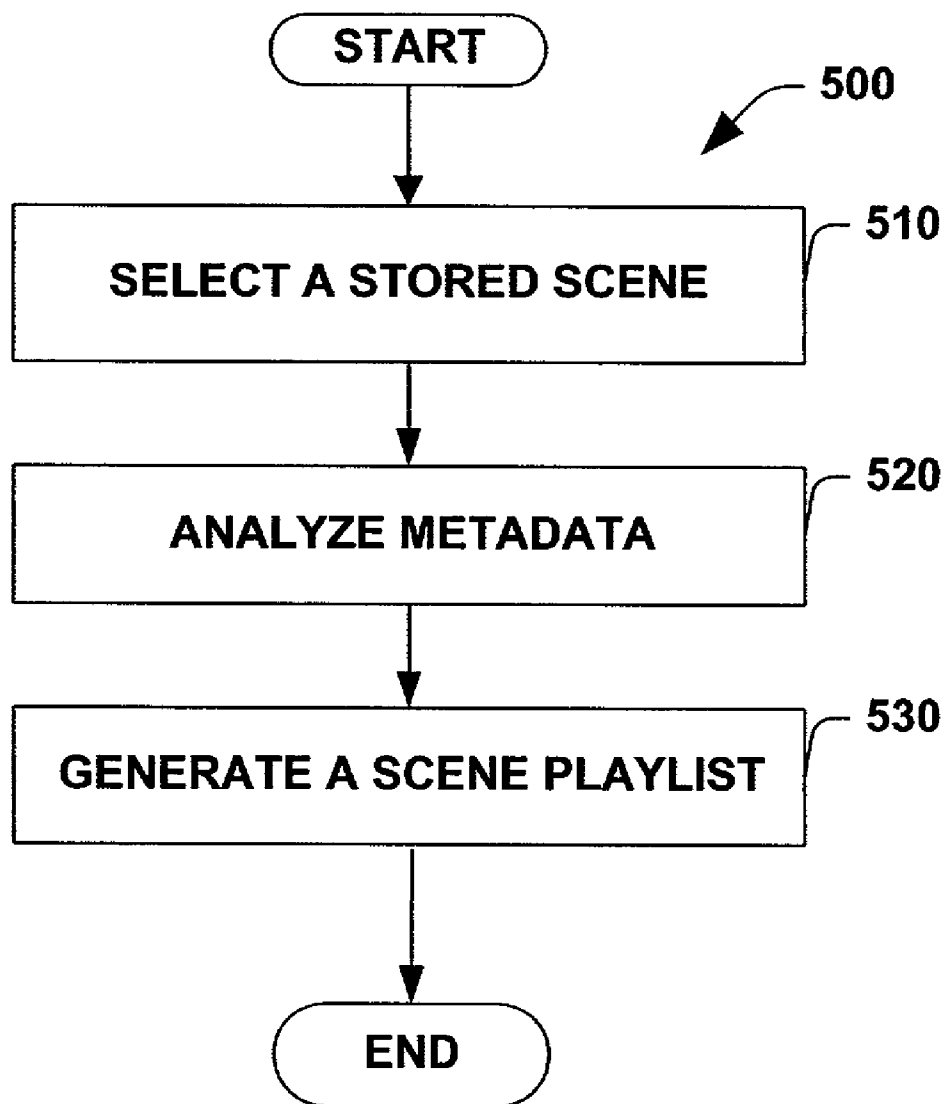 START
500
510
SELECT A STORED SCENE
520
ANALYZE METADATA
530
GENERATE A SCENE PLAYLIST
END